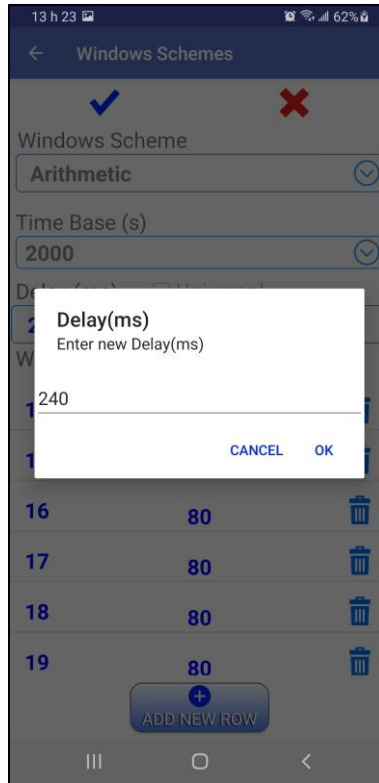 13 h 23 62%
Windows Schemes
Windows Scheme
Arithmetic
Time Base (s)
2000
Delay(ms)
Enter new Delay(ms)
240
CANCEL OK
16 80
17 80
18 80
19 80
ADD NEW ROW